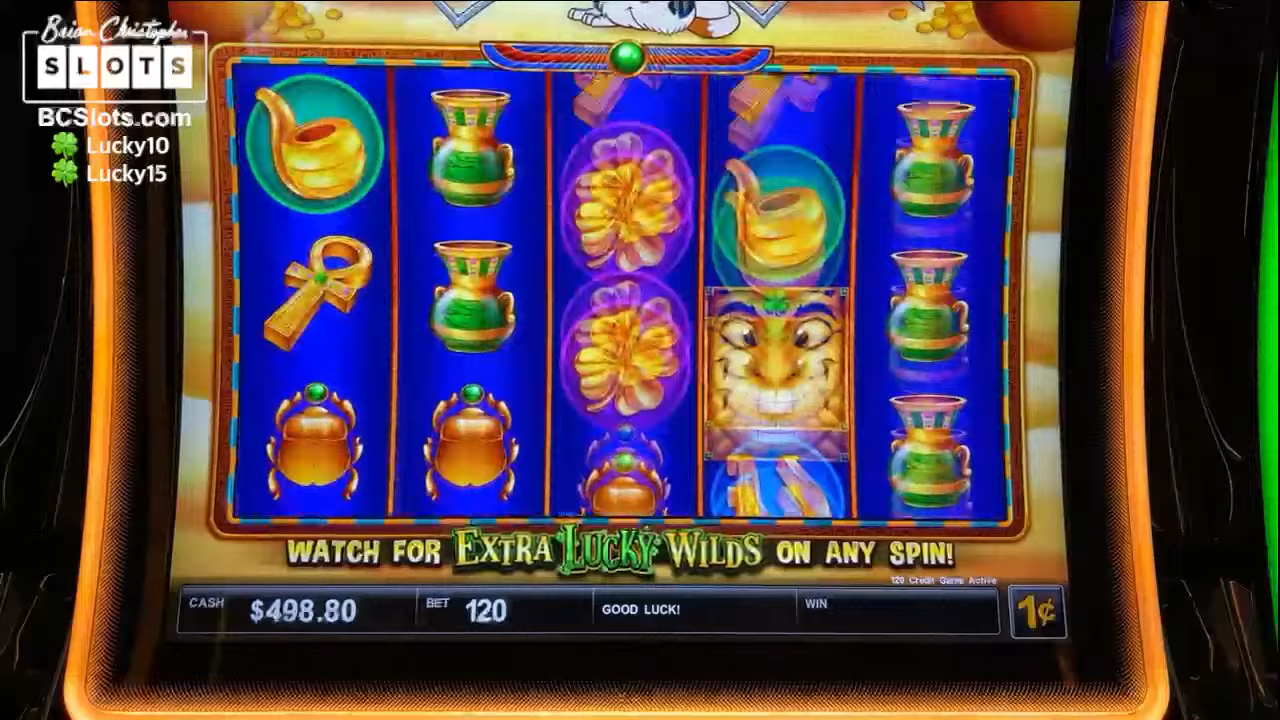 Brian Christopher
SLOTS
BCSlots.com
Lucky10
Lucky15
WATCH FOR EXTRA LUCKY WILDS ON ANY SPIN!
120 Credit Game Active
CASH $498.80 BET 120 GOOD LUCK! WIN 1¢